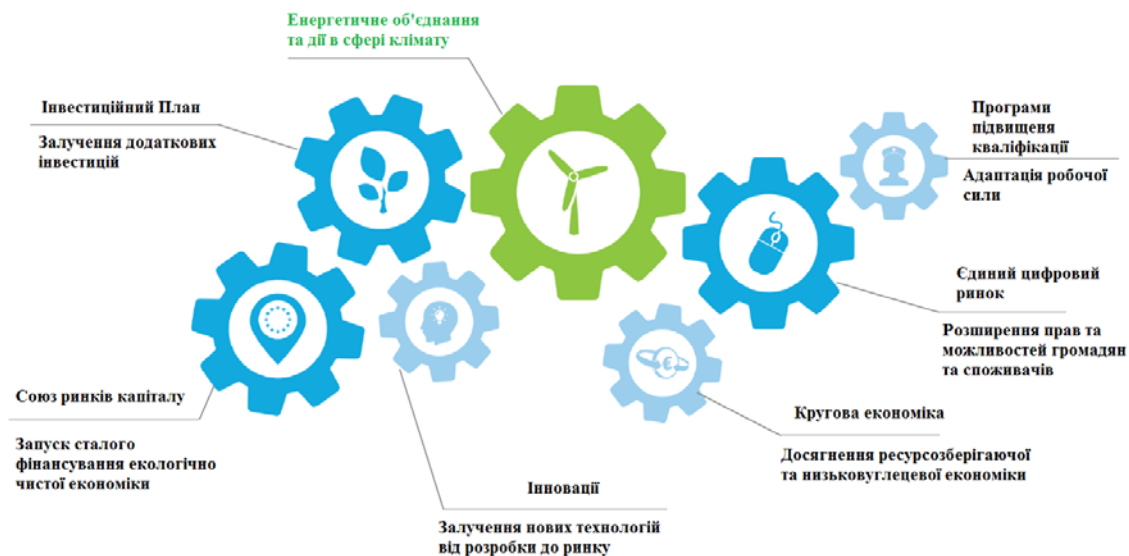 Енергетичне об'єднання
та дії в сфері клімату
Інвестиційний План
Залучення додаткових
інвестицій
Програми
підвищеня
кваліфікації
Адаптація робочої
сили
Єдиний цифровий
ринок
Розширення прав та
можливостей громадян
та споживачів
Союз ринків капіталу
Запуск сталого
фінансування екологічно
чистої економіки
Кругова економіка
Досягнення ресурсозберігаючої
та низьковуглецевої економіки
Інновації
Залучення нових технологій
від розробки до ринку